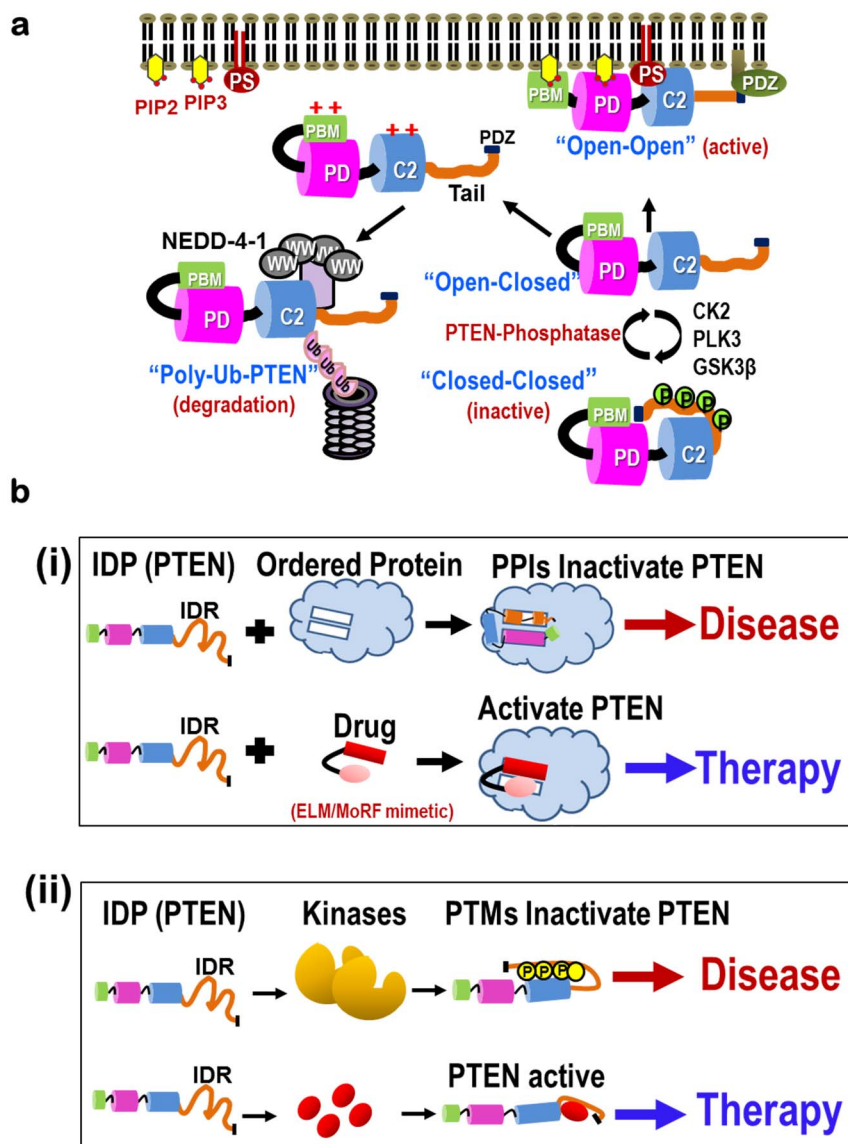 a
PS
PIP2
PIP3
PBM
PD
PS
C2
PDZ
"Open-Open" (active)
+ +
PBM
PD
+ +
C2
PDZ
Tail
NEDD-4-1
WW
WW
WW
WW
PBM
PD
C2
Ub
Ub
Ub
"Poly-Ub-PTEN"
(degradation)
PBM
PD
C2
"Open-Closed"
PTEN-Phosphatase
CK2
PLK3
GSK3β
"Closed-Closed"
(inactive)
P
P
P
P
PBM
PD
C2
b
(i)
IDP (PTEN)
Ordered Protein
PPIs Inactivate PTEN
IDR
+
Disease
IDR
+
Drug
(ELM/MoRF mimetic)
Activate PTEN
Therapy
(ii)
IDP (PTEN)
Kinases
PTMs Inactivate PTEN
IDR
P
P
P
Disease
IDR
PTEN active
Therapy